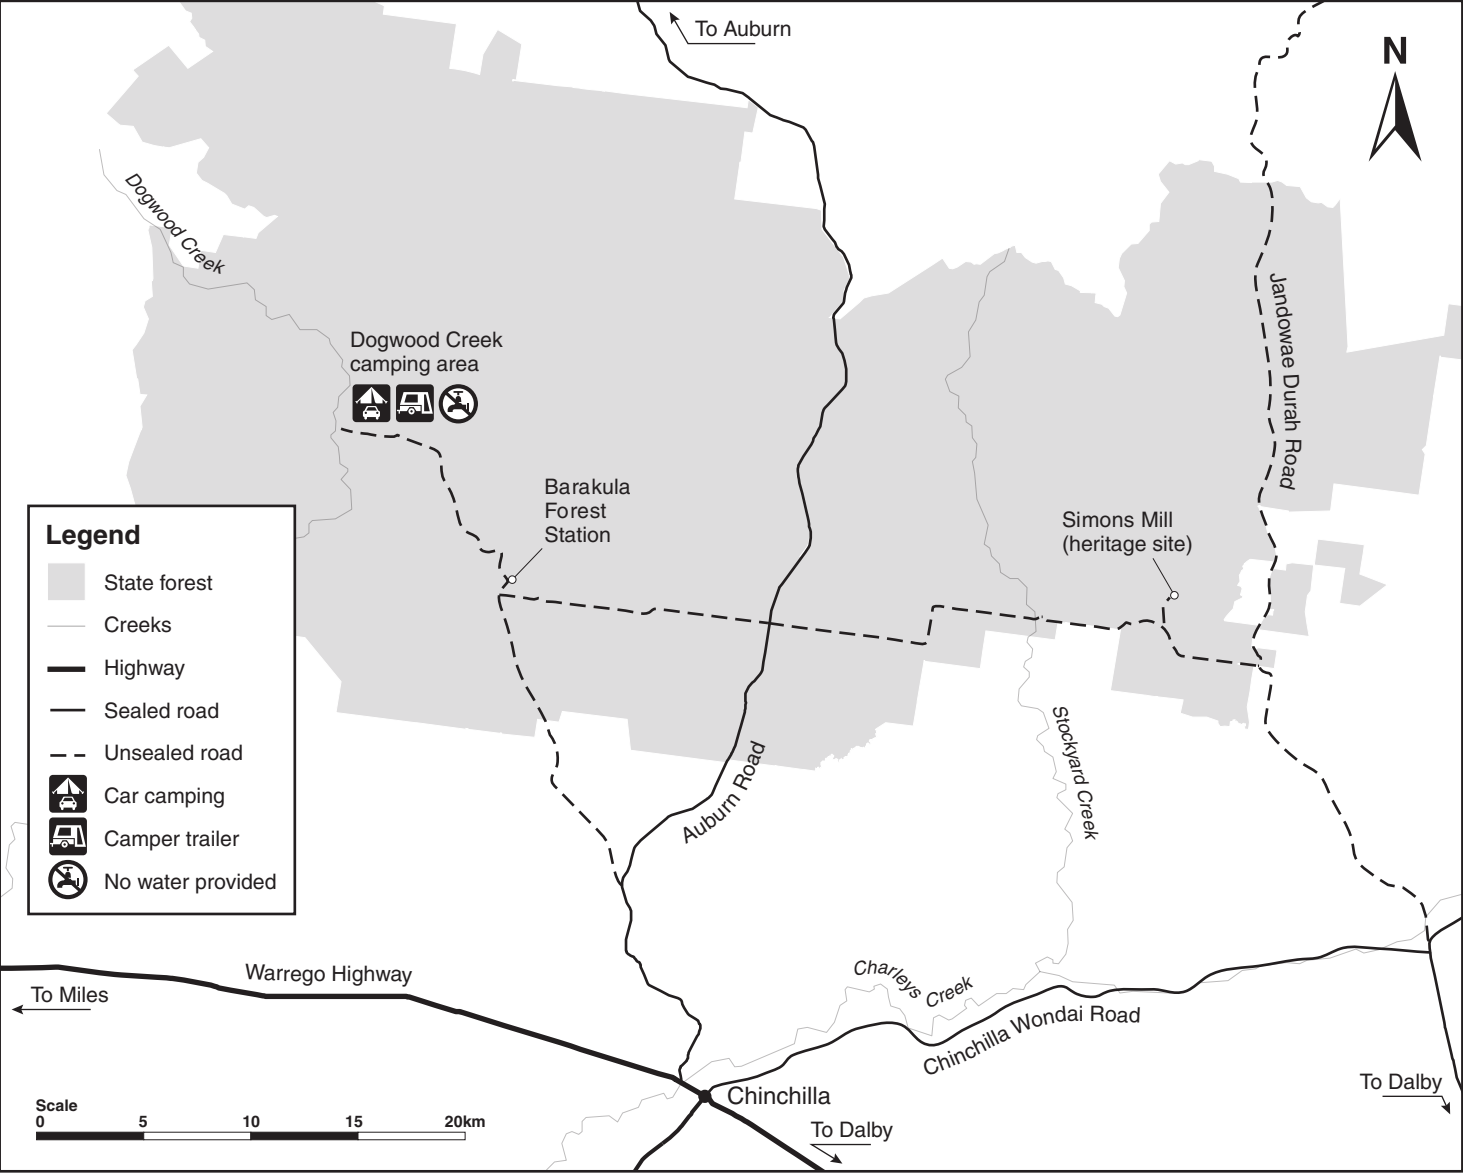 To Auburn
N
Dogwood Creek
Dogwood Creek
camping area
Jandowae Durah Road
Barakula
Forest
Station
Simons Mill
(heritage site)
Legend
State forest
Creeks
Highway
Sealed road
Unsealed road
Car camping
Camper trailer
No water provided
Stockyard Creek
Auburn Road
Warrego Highway
To Miles
Charleys Creek
Chinchilla Wondai Road
Chinchilla
To Dalby
To Dalby
Scale
0 5 10 15 20km